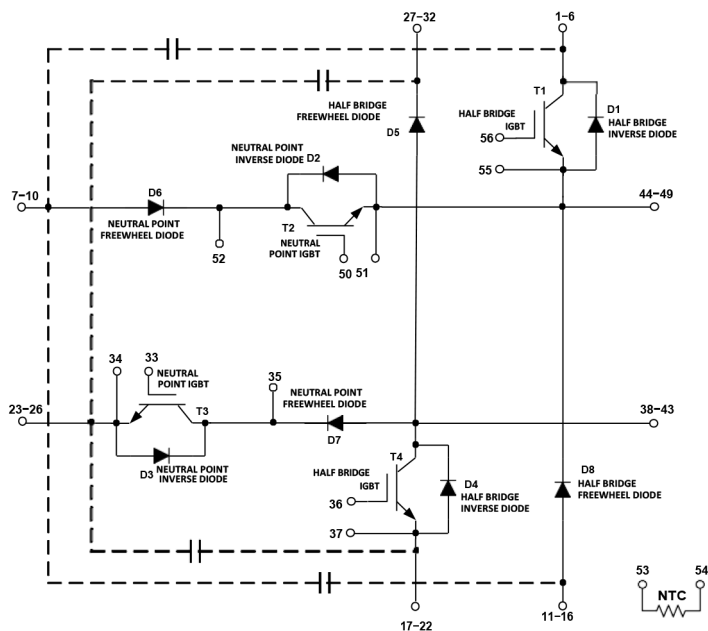 27–32
1–6
T1
D1
HALF BRIDGE
INVERSE DIODE
HALF BRIDGE
IGBT
56
55
HALF BRIDGE
FREEWHEEL DIODE
D5
NEUTRAL POINT
INVERSE DIODE
D2
7–10
D6
NEUTRAL POINT
FREEWHEEL DIODE
52
T2
NEUTRAL
POINT IGBT
50
51
44–49
34
33
NEUTRAL
POINT IGBT
35
NEUTRAL POINT
FREEWHEEL DIODE
23–26
T3
D7
38–43
D3
NEUTRAL POINT
INVERSE DIODE
HALF BRIDGE
IGBT
T4
36
37
D4
HALF BRIDGE
INVERSE DIODE
D8
HALF BRIDGE
FREEWHEEL DIODE
53
54
NTC
17–22
11–16